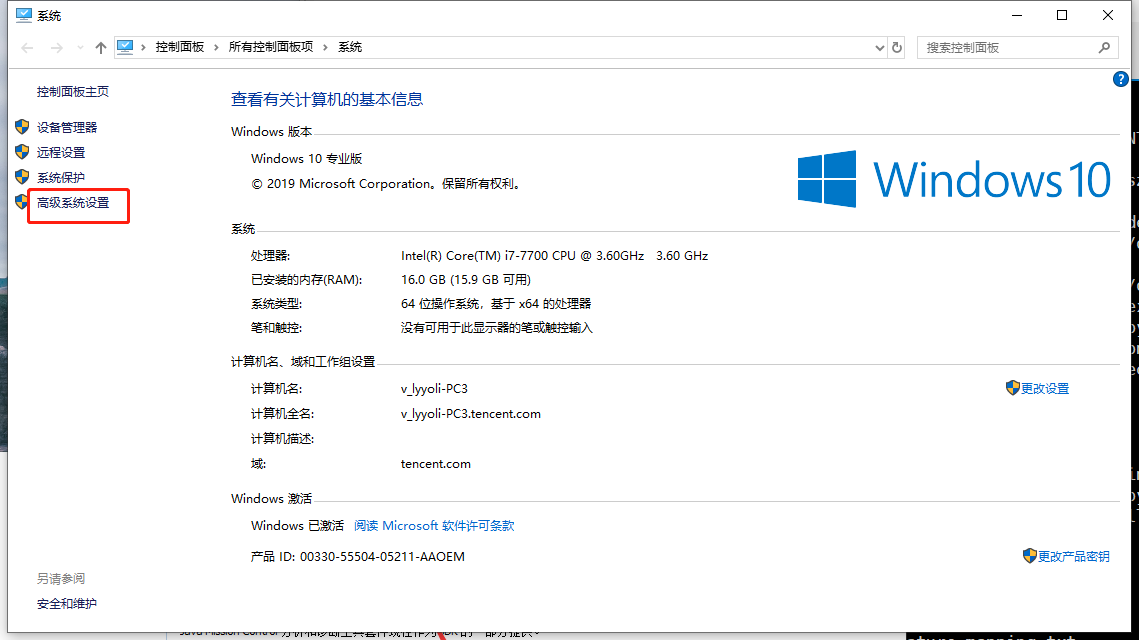 系统
控制面板 › 所有控制面板项 › 系统
搜索控制面板
控制面板主页
设备管理器
远程设置
系统保护
高级系统设置
查看有关计算机的基本信息
Windows 版本
Windows 10 专业版
© 2019 Microsoft Corporation。保留所有权利。
Windows 10
系统
处理器: Intel(R) Core(TM) i7-7700 CPU @ 3.60GHz 3.60 GHz
已安装的内存(RAM): 16.0 GB (15.9 GB 可用)
系统类型: 64 位操作系统，基于 x64 的处理器
笔和触控: 没有可用于此显示器的笔或触控输入
计算机名、域和工作组设置
计算机名: v_lyyoli-PC3 更改设置
计算机全名: v_lyyoli-PC3.tencent.com
计算机描述:
域: tencent.com
Windows 激活
Windows 已激活 阅读 Microsoft 软件许可条款
产品 ID: 00330-55504-05211-AAOEM 更改产品密钥
另请参阅
安全和维护